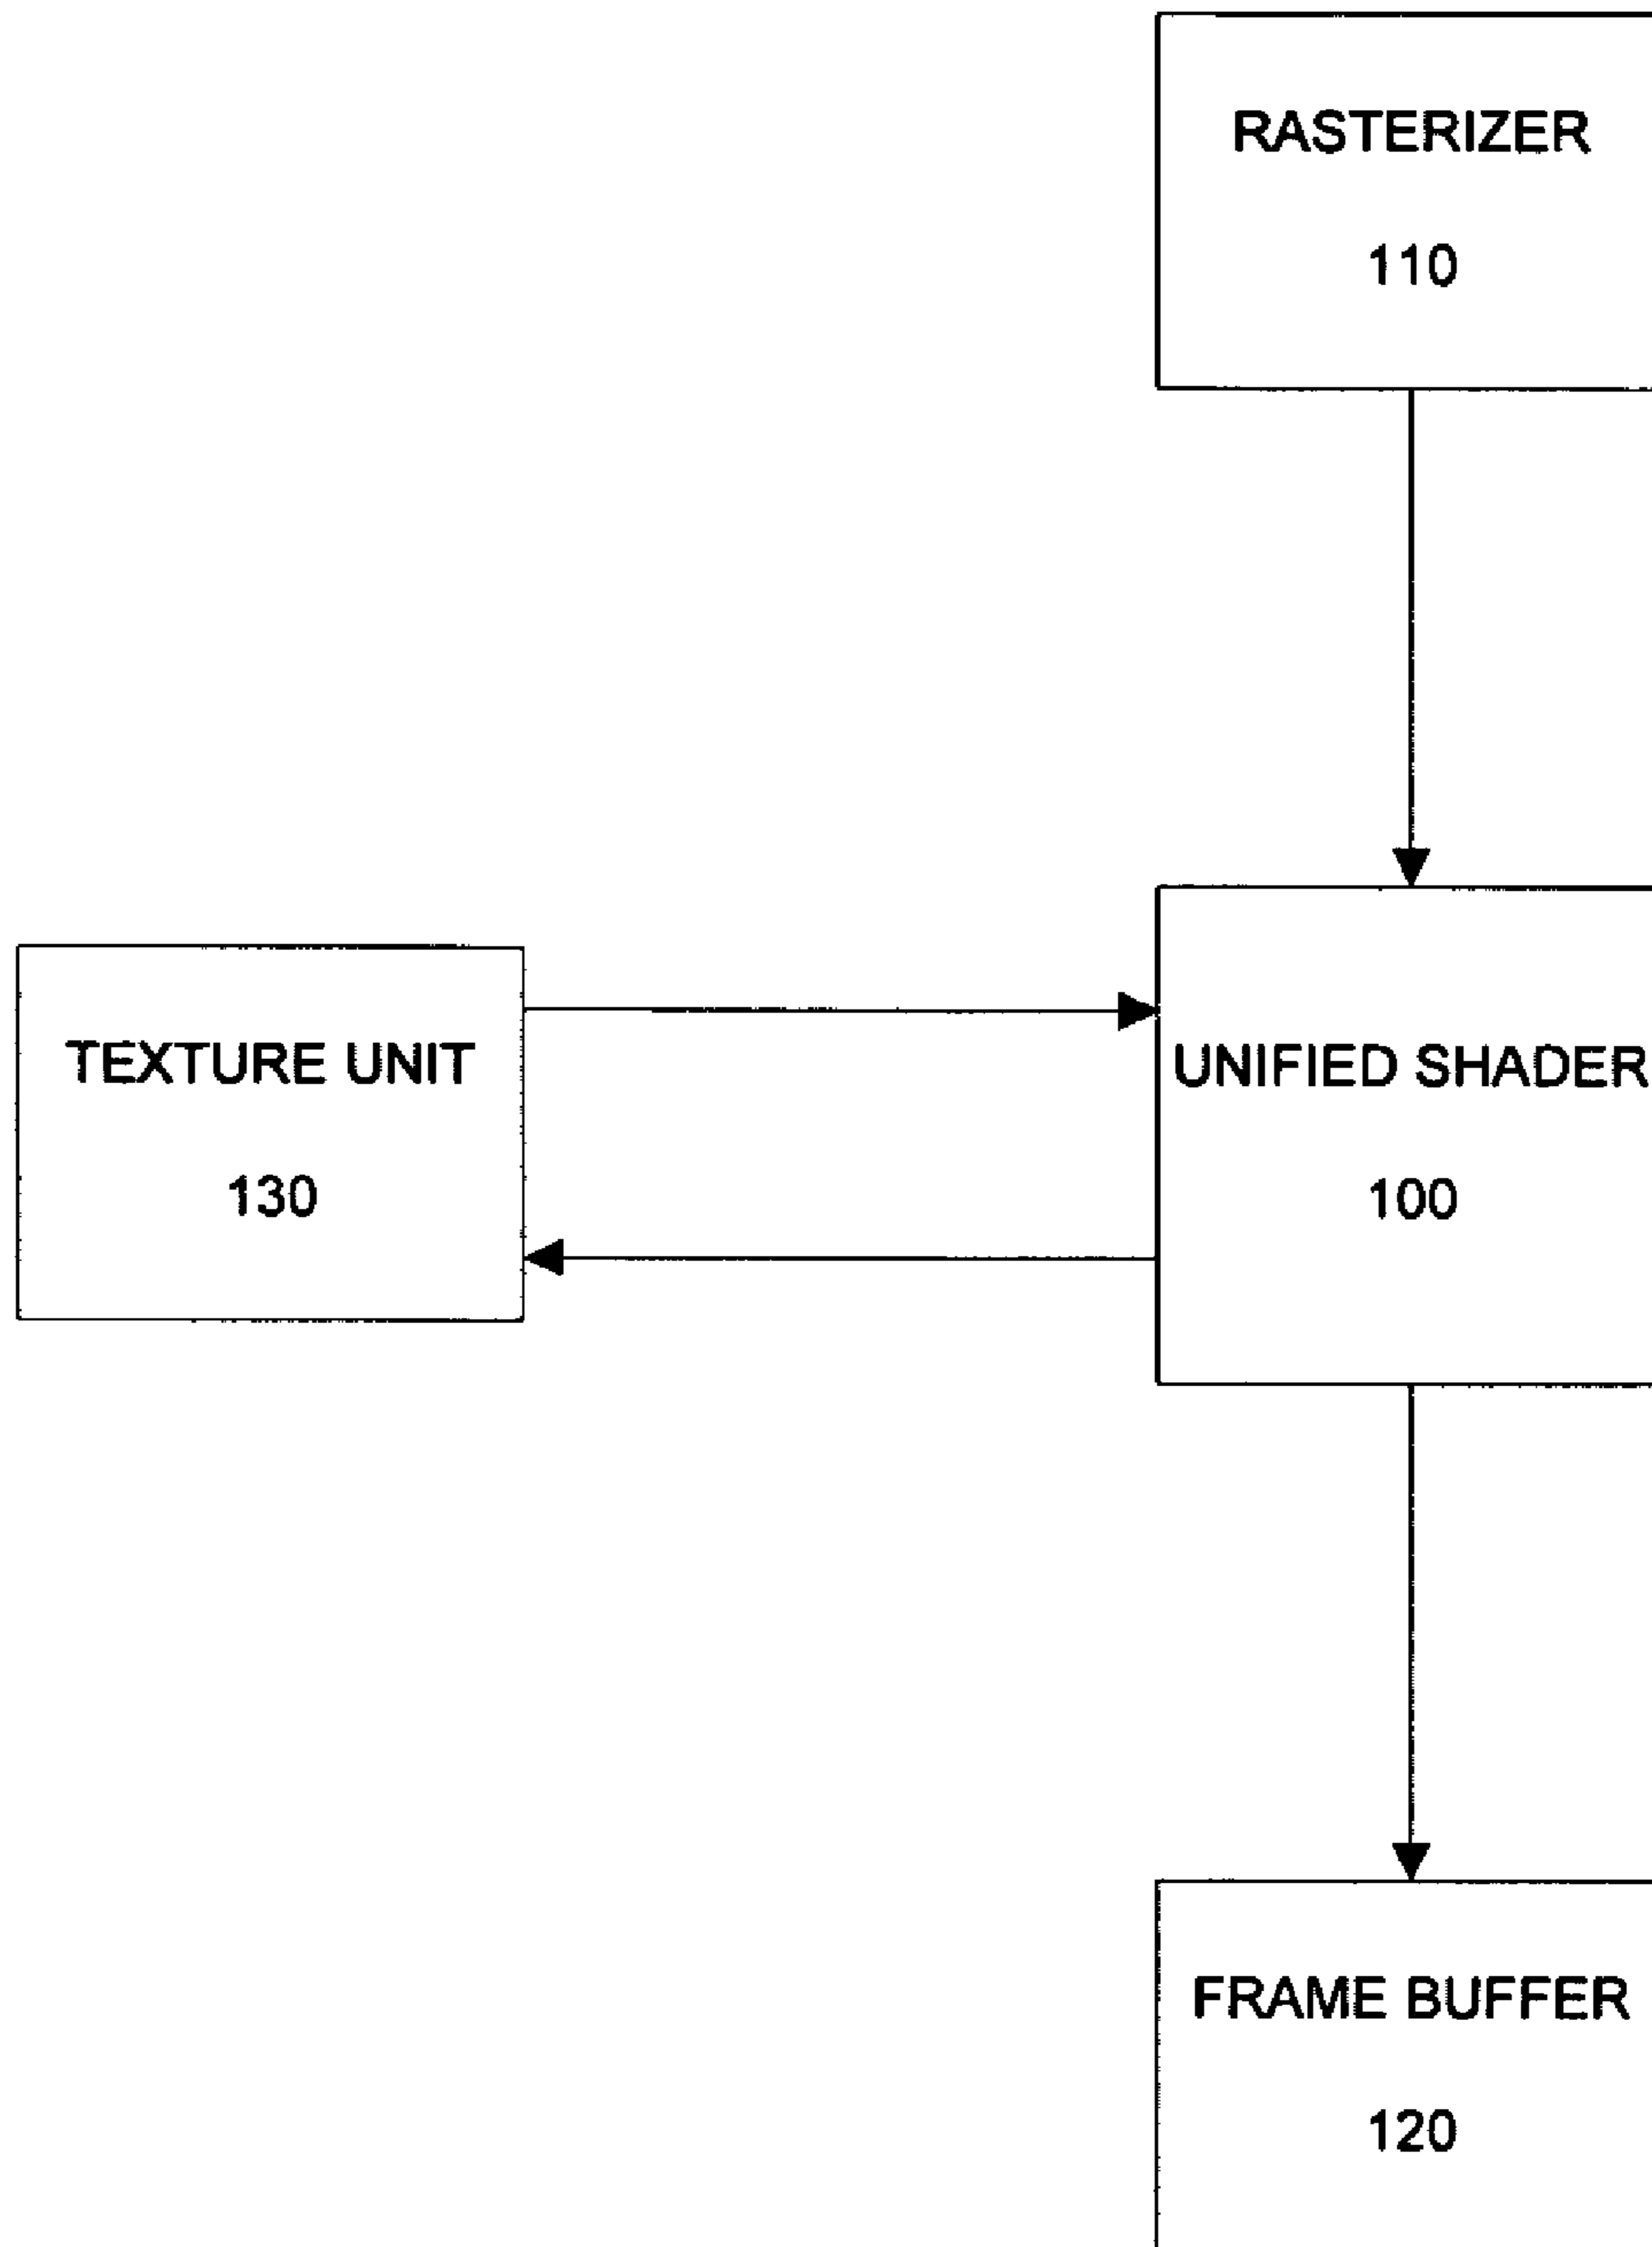 RASTERIZER
110
TEXTURE UNIT
130
UNIFIED SHADER
100
FRAME BUFFER
120